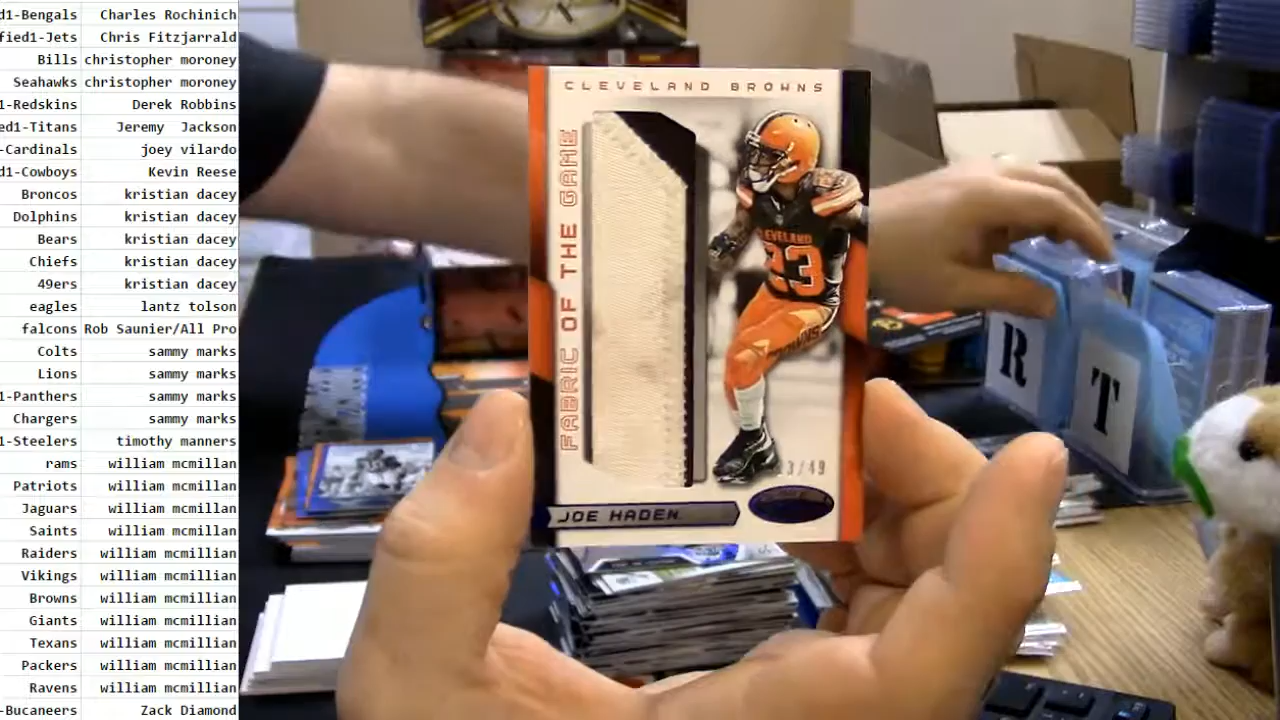 d1-Bengals Charles Rochinich
fied1-Jets Chris Fitzjarrald
Bills christopher moroney
Seahawks christopher moroney
1-Redskins Derek Robbins
ed1-Titans Jeremy Jackson
-Cardinals joey vilardo
d1-Cowboys Kevin Reese
Broncos kristian dacey
Dolphins kristian dacey
Bears kristian dacey
Chiefs kristian dacey
49ers kristian dacey
eagles lantz tolson
falcons Rob Saunier/All Pro
Colts sammy marks
Lions sammy marks
1-Panthers sammy marks
Chargers sammy marks
1-Steelers timothy manners
rams william mcmillan
Patriots william mcmillian
Jaguars william mcmillian
Saints william mcmillian
Raiders william mcmillian
Vikings william mcmillian
Browns william mcmillian
Giants william mcmillian
Texans william mcmillian
Packers william mcmillian
Ravens william mcmillian
-Bucaneers Zack Diamond
CLEVELAND BROWNS
FABRIC OF THE GAME
CLEVELAND
23
BROWNS
23/49
JOE HADEN
R
T